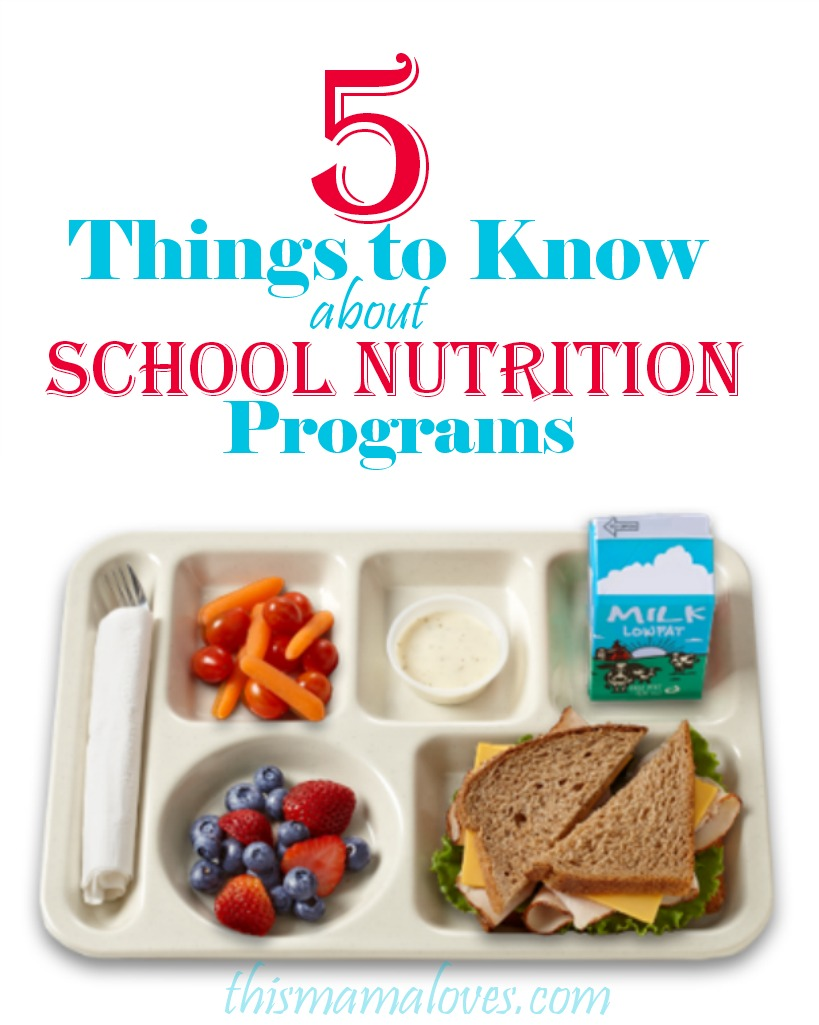 5
Things to Know
about
SCHOOL NUTRITION
Programs
MILK
LOWFAT
thismamaloves.com